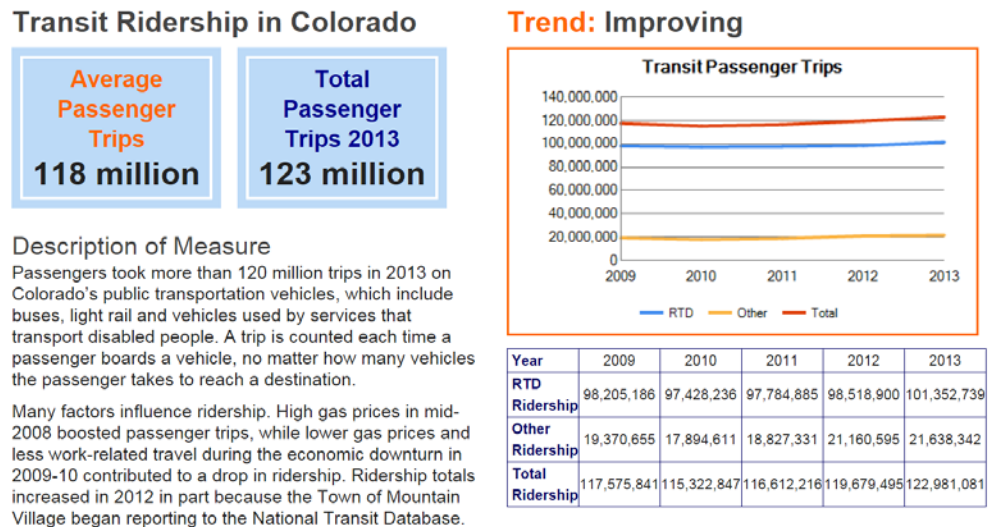 Transit Ridership in Colorado
Average
Passenger
Trips
118 million
Total
Passenger
Trips 2013
123 million
Description of Measure
Passengers took more than 120 million trips in 2013 on
Colorado's public transportation vehicles, which include
buses, light rail and vehicles used by services that
transport disabled people. A trip is counted each time a
passenger boards a vehicle, no matter how many vehicles
the passenger takes to reach a destination.
Many factors influence ridership. High gas prices in mid-
2008 boosted passenger trips, while lower gas prices and
less work-related travel during the economic downturn in
2009-10 contributed to a drop in ridership. Ridership totals
increased in 2012 in part because the Town of Mountain
Village began reporting to the National Transit Database.
Trend: Improving
Transit Passenger Trips
140,000,000
120,000,000
100,000,000
80,000,000
60,000,000
40,000,000
20,000,000
0
2009 2010 2011 2012 2013
RTD Other Total
Year 2009 2010 2011 2012 2013
RTD
Ridership 98,205,186 97,428,236 97,784,885 98,518,900 101,352,739
Other
Ridership 19,370,655 17,894,611 18,827,331 21,160,595 21,638,342
Total
Ridership 117,575,841 115,322,847 116,612,216 119,679,495 122,981,081